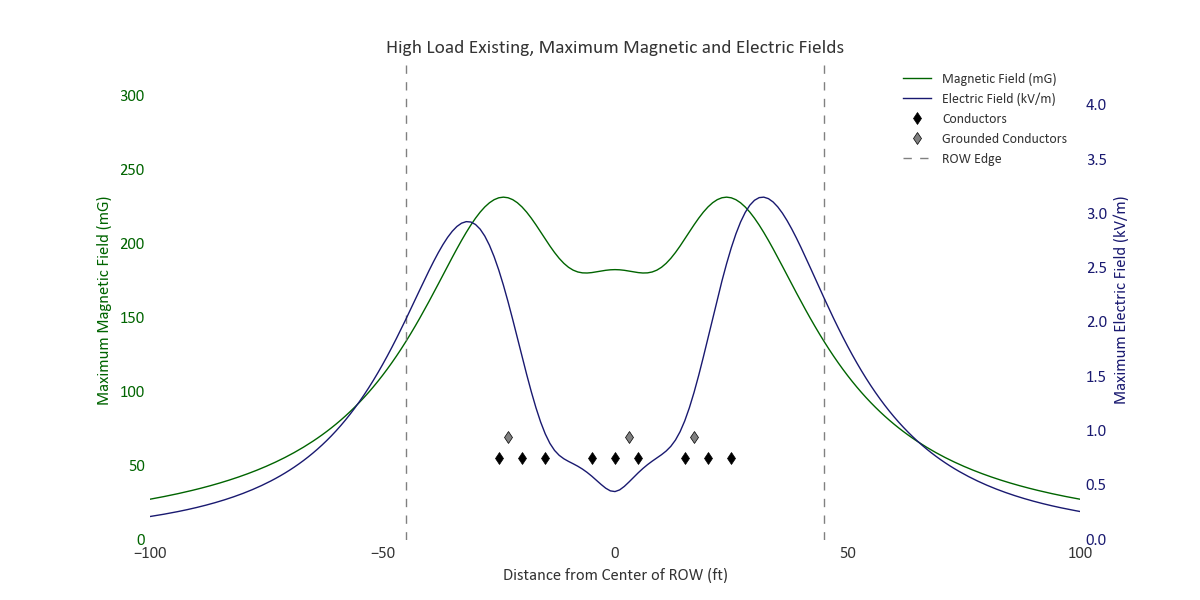 High Load Existing, Maximum Magnetic and Electric Fields
Magnetic Field (mG)
Electric Field (kV/m)
Conductors
Grounded Conductors
ROW Edge
Maximum Magnetic Field (mG)
300
250
200
150
100
50
0
4.0
3.5
3.0
2.5
2.0
1.5
1.0
0.5
0.0
Maximum Electric Field (kV/m)
−100
−50
0
50
100
Distance from Center of ROW (ft)